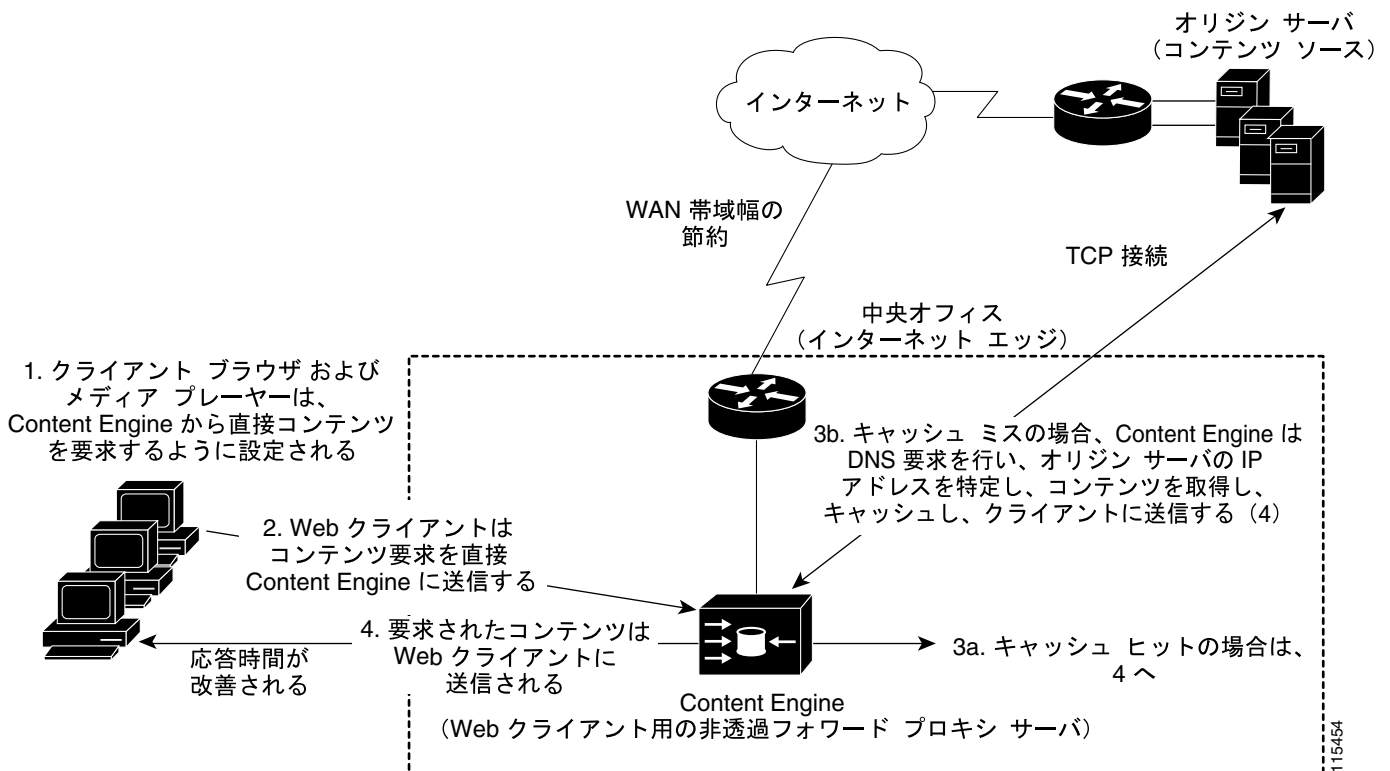 オリジン サーバ
（コンテンツ ソース）
インターネット
WAN 帯域幅の
節約
TCP 接続
中央オフィス
（インターネット エッジ）
1. クライアント ブラウザ および
メディア プレーヤーは、
Content Engine から直接コンテンツ
を要求するように設定される
3b. キャッシュ ミスの場合、Content Engine は
DNS 要求を行い、オリジン サーバの IP
アドレスを特定し、コンテンツを取得し、
キャッシュし、クライアントに送信する（4）
2. Web クライアントは
コンテンツ要求を直接
Content Engine に送信する
4. 要求されたコンテンツは
Web クライアントに
送信される
応答時間が
改善される
3a. キャッシュ ヒットの場合は、
4 へ
Content Engine
（Web クライアント用の非透過フォワード プロキシ サーバ）
115454